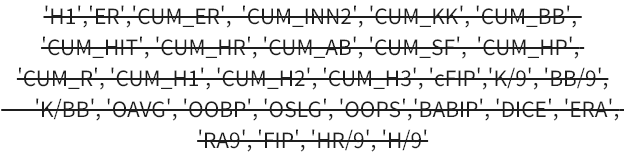 'H1','ER','CUM_ER', 'CUM_INN2', 'CUM_KK', 'CUM_BB',
'CUM_HIT', 'CUM_HR', 'CUM_AB', 'CUM_SF', 'CUM_HP',
'CUM_R', 'CUM_H1', 'CUM_H2', 'CUM_H3', 'cFIP','K/9', 'BB/9',
'K/BB', 'OAVG', 'OOBP', 'OSLG', 'OOPS','BABIP', 'DICE', 'ERA',
'RA9', 'FIP', 'HR/9', 'H/9'